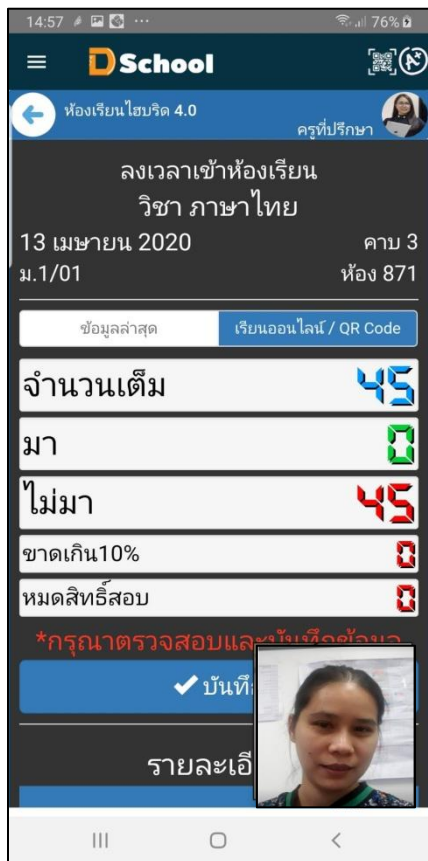 14:57 76%
DSchool A+
ห้องเรียนไฮบริด 4.0
ครูที่ปรึกษา
ลงเวลาเข้าห้องเรียน
วิชา ภาษาไทย
13 เมษายน 2020 คาบ 3
ม.1/01 ห้อง 871
ข้อมูลล่าสุด เรียนออนไลน์ / QR Code
จำนวนเต็ม 45
มา 0
ไม่มา 45
ขาดเกิน10% 0
หมดสิทธิ์สอบ 0
*กรุณาตรวจสอบและบันทึกข้อมูล